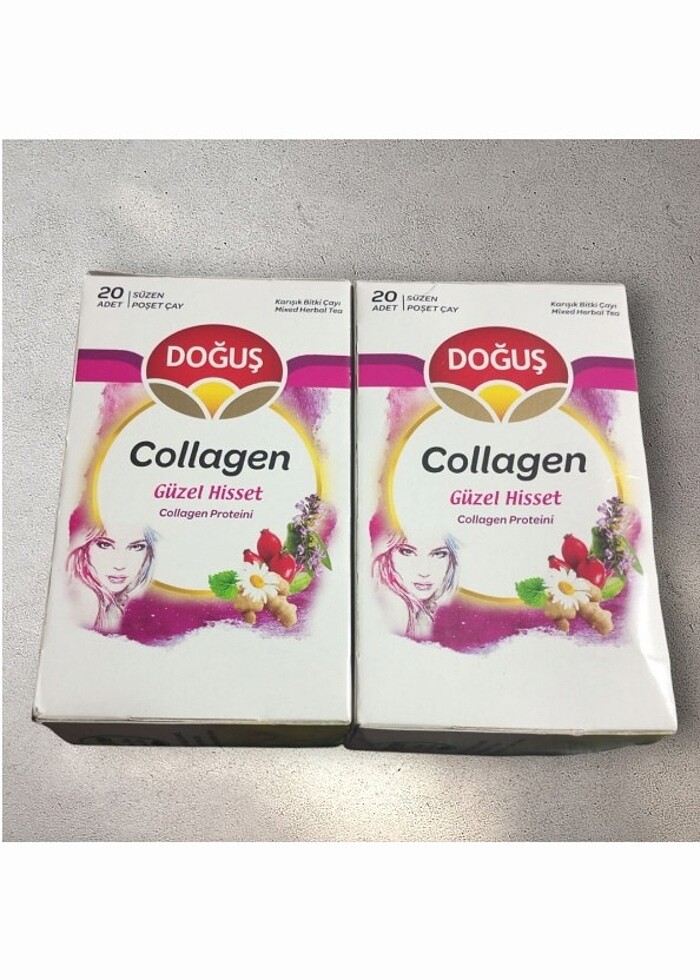 20 ADET
SÜZEN
POŞET ÇAY
Karışık Bitki Çayı
Mixed Herbal Tea
DOĞUŞ
Collagen
Güzel Hisset
Collagen Proteini
20 ADET
SÜZEN
POŞET ÇAY
Karışık Bitki Çayı
Mixed Herbal Tea
DOĞUŞ
Collagen
Güzel Hisset
Collagen Proteini